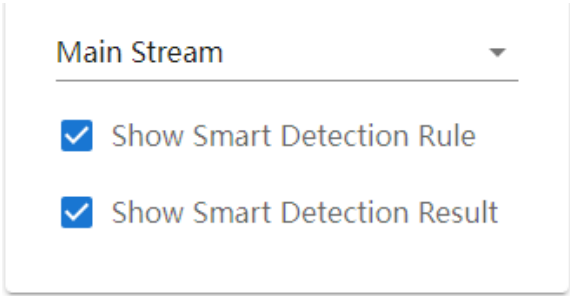 Main Stream
Show Smart Detection Rule
Show Smart Detection Result